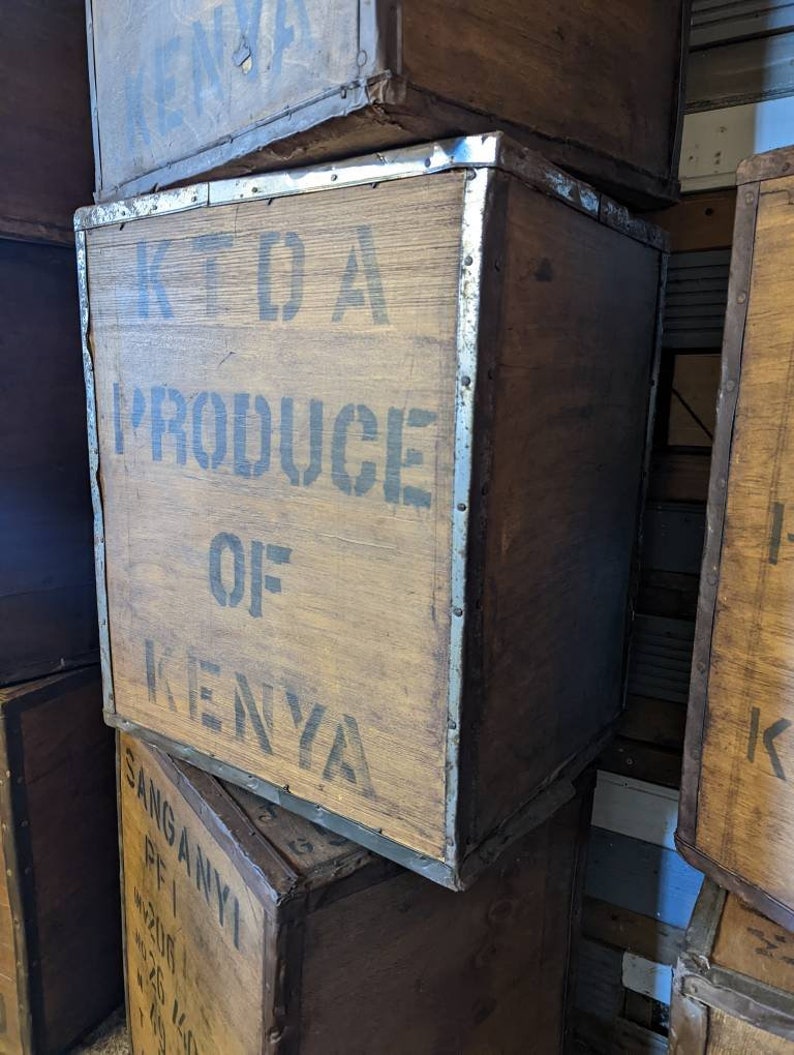 KENYA
KTDA
PRODUCE
OF
KENYA
SANGANYI
PF1
K